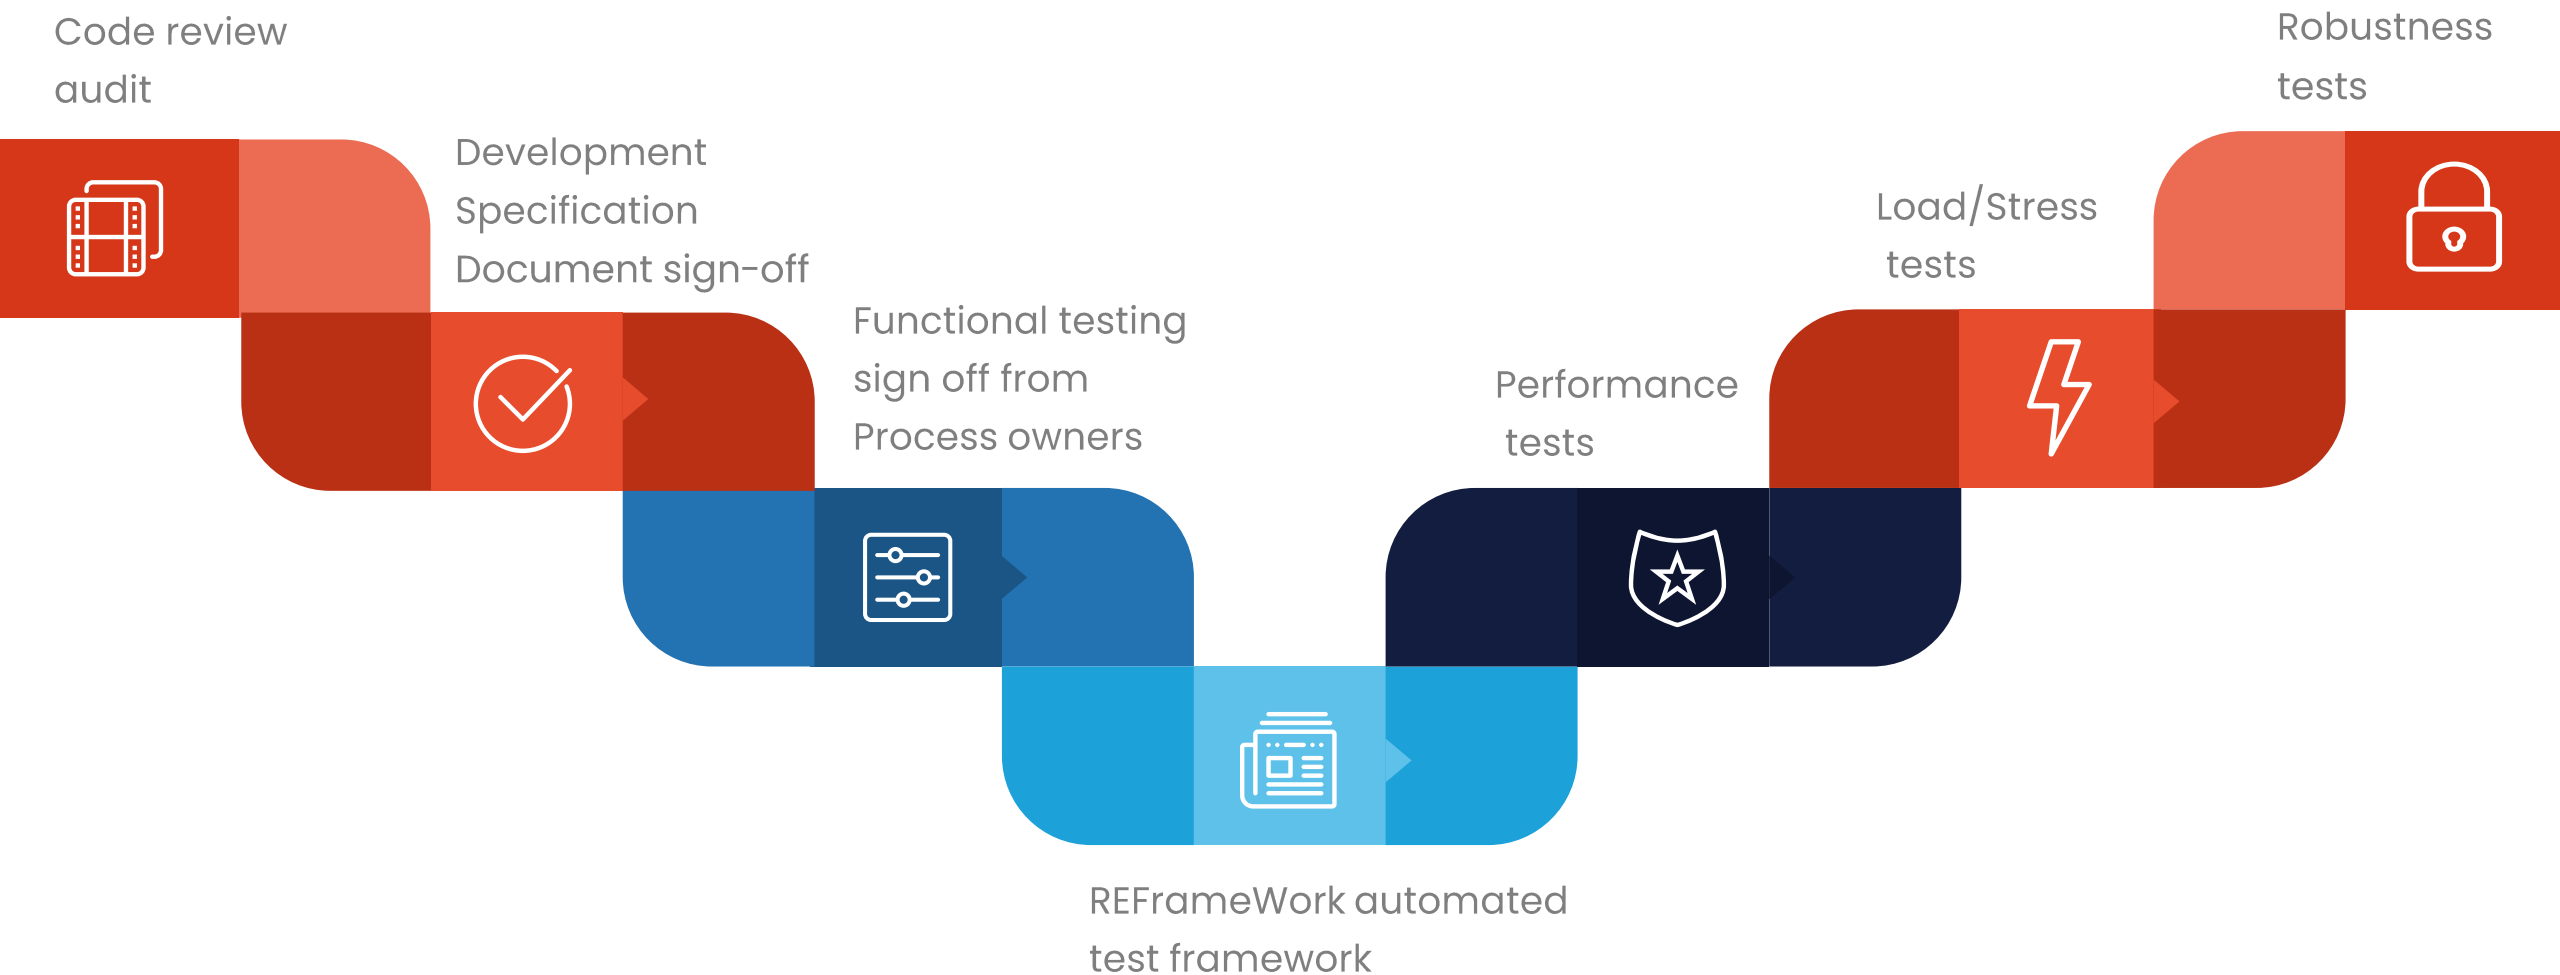 Code review
audit
Development
Specification
Document sign-off
Functional testing
sign off from
Process owners
REFrameWork automated
test framework
Performance
tests
Load/Stress
tests
Robustness
tests